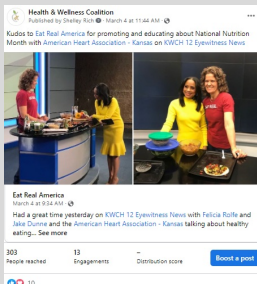 Health & Wellness Coalition
Published by Shelley Rich · March 4 at 11:44 AM ·
Kudos to Eat Real America for promoting and educating about National Nutrition
Month with American Heart Association - Kansas on KWCH 12 Eyewitness News
Eat Real America
March 4 at 9:34 AM ·
Had a great time yesterday on KWCH 12 Eyewitness News with Felicia Rolfe and
Jake Dunne and the American Heart Association - Kansas talking about healthy
eating... See more
303
People reached
13
Engagements
–
Distribution score
Boost a post
10